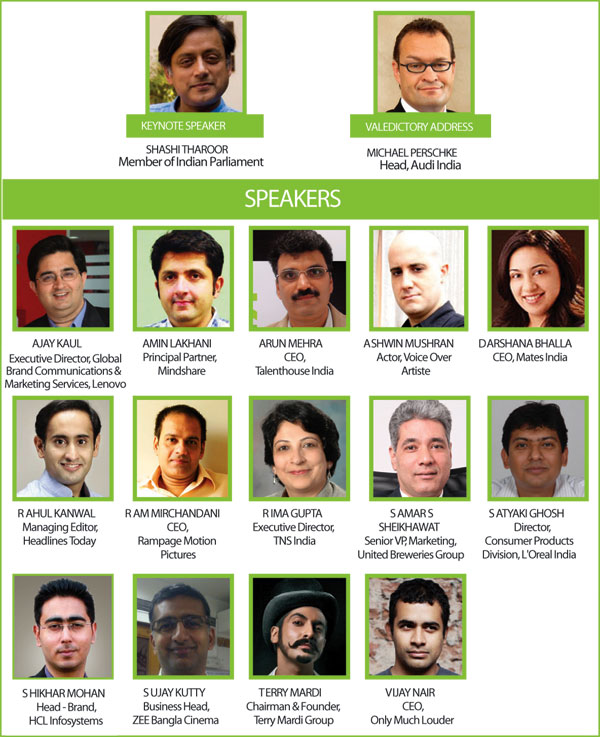 KEYNOTE SPEAKER
SHASHI THAROOR
Member of Indian Parliament
VALEDICTORY ADDRESS
MICHAEL PERSCHKE
Head, Audi India
SPEAKERS
AJAY KAUL
Executive Director, Global
Brand Communications &
Marketing Services, Lenovo
AMIN LAKHANI
Principal Partner,
Mindshare
ARUN MEHRA
CEO,
Talenthouse India
ASHWIN MUSHRAN
Actor, Voice Over
Artiste
DARSHANA BHALLA
CEO, Mates India
R AHUL KANWAL
Managing Editor,
Headlines Today
R AM MIRCHANDANI
CEO,
Rampage Motion
Pictures
R IMA GUPTA
Executive Director,
TNS India
S AMAR S
SHEIKHAWAT
Senior VP, Marketing,
United Breweries Group
S ATYAKI GHOSH
Director,
Consumer Products
Division, L'Oreal India
S HIKHAR MOHAN
Head - Brand,
HCL Infosystems
S UJAY KUTTY
Business Head,
ZEE Bangla Cinema
T ERRY MARDI
Chairman & Founder,
Terry Mardi Group
VIJAY NAIR
CEO,
Only Much Louder